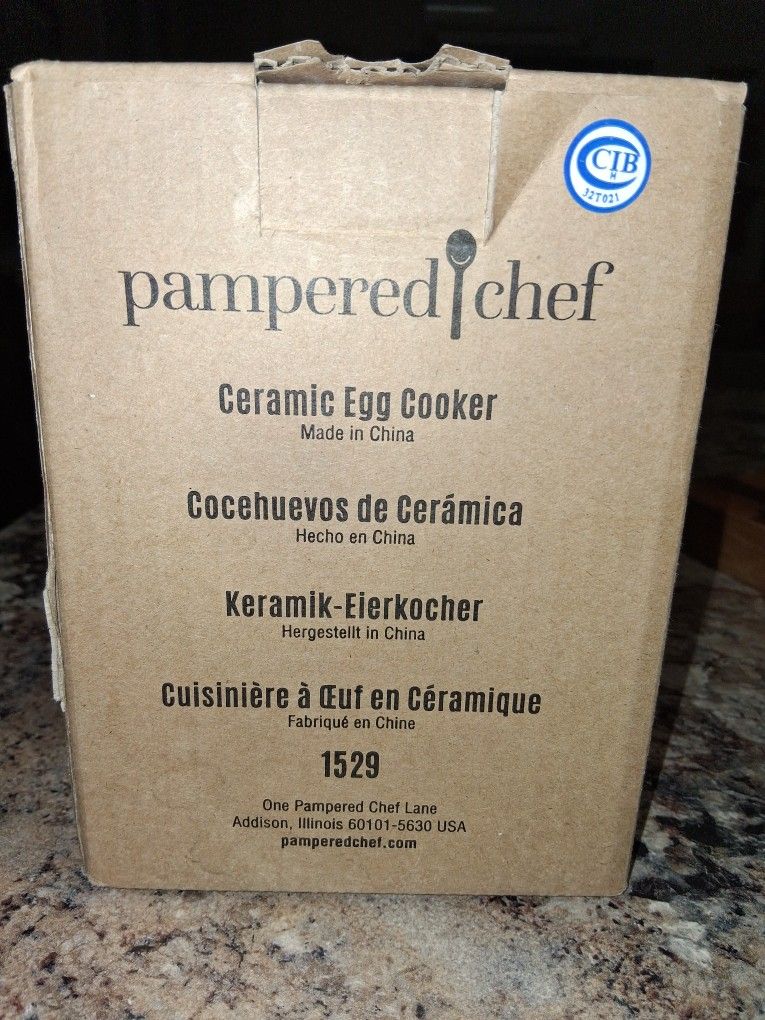 CIB
M
32T021
pampered chef
Ceramic Egg Cooker
Made in China
Cocehuevos de Cerámica
Hecho en China
Keramik-Eierkocher
Hergestellt in China
Cuisinière à Œuf en Céramique
Fabriqué en Chine
1529
One Pampered Chef Lane
Addison, Illinois 60101-5630 USA
pamperedchef.com